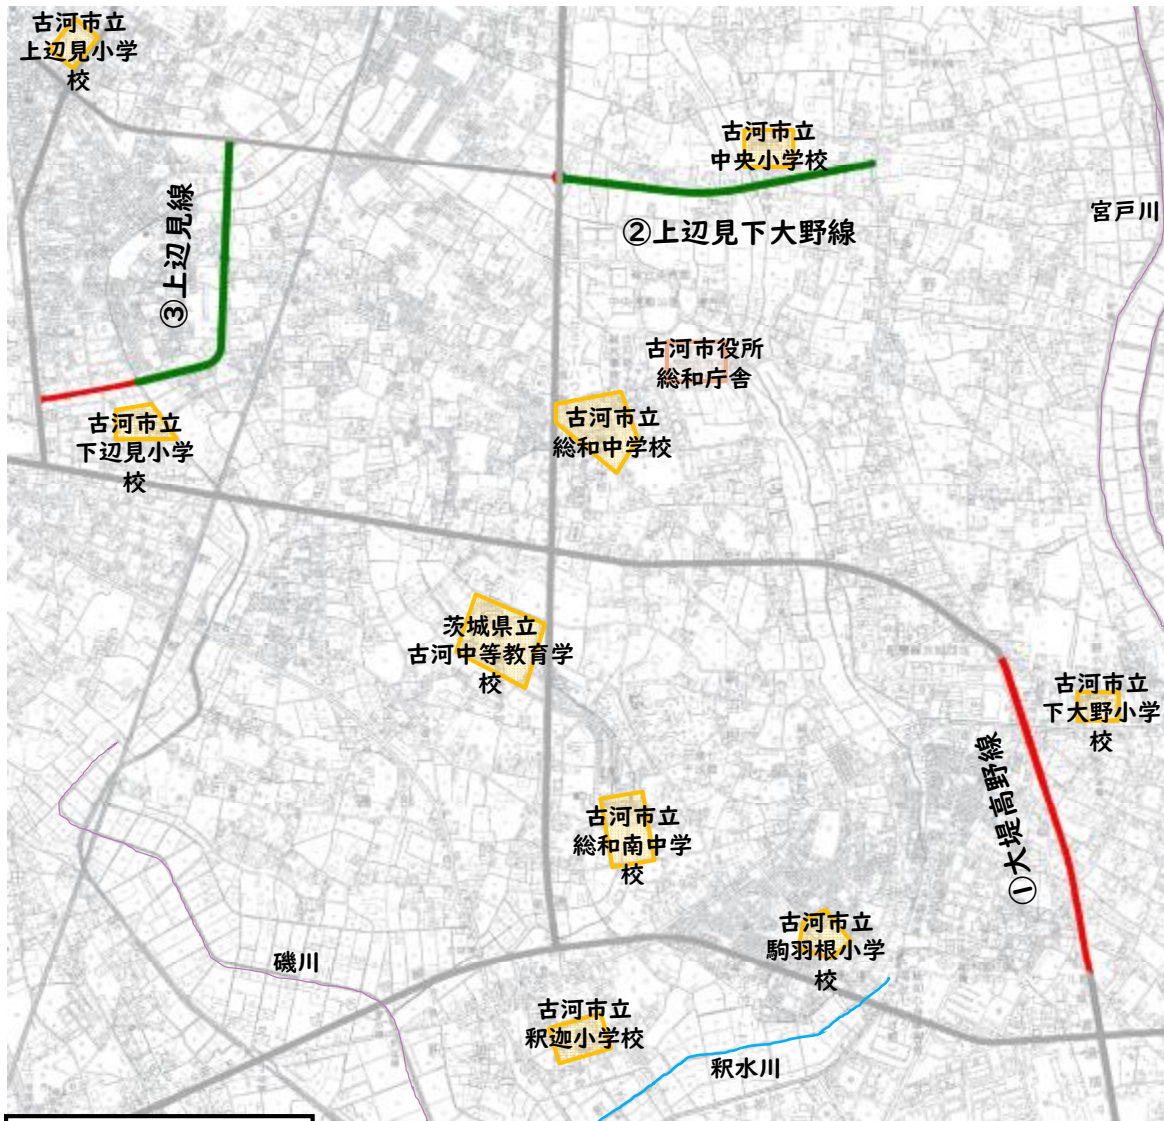 古河市立
上辺見小学
校
古河市立
中央小学校
宮戸川
②上辺見下大野線
③上辺見線
古河市役所
総和庁舎
古河市立
総和中学校
古河市立
下辺見小学
校
茨城県立
古河中等教育学
校
古河市立
下大野小学
校
①大堤高野線
古河市立
総和南中学
校
古河市立
駒羽根小学
校
磯川
古河市立
釈迦小学校
釈水川